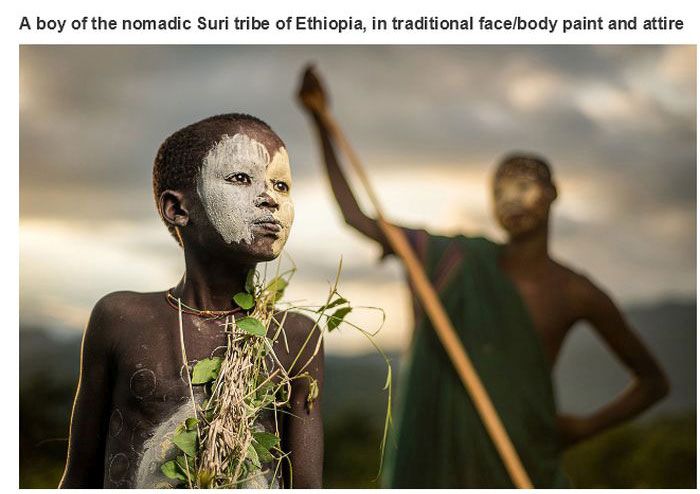 A boy of the nomadic Suri tribe of Ethiopia, in traditional face/body paint and attire